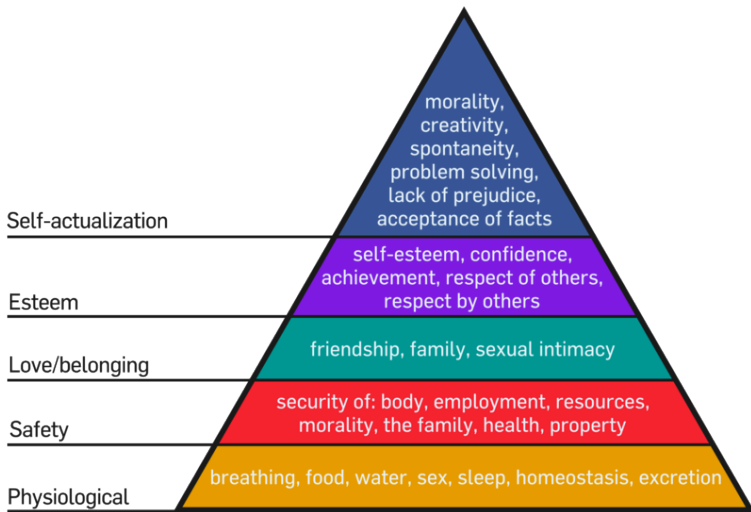 morality,
creativity,
spontaneity,
problem solving,
lack of prejudice,
acceptance of facts
Self-actualization
self-esteem, confidence,
achievement, respect of others,
respect by others
Esteem
friendship, family, sexual intimacy
Love/belonging
security of: body, employment, resources,
morality, the family, health, property
Safety
breathing, food, water, sex, sleep, homeostasis, excretion
Physiological